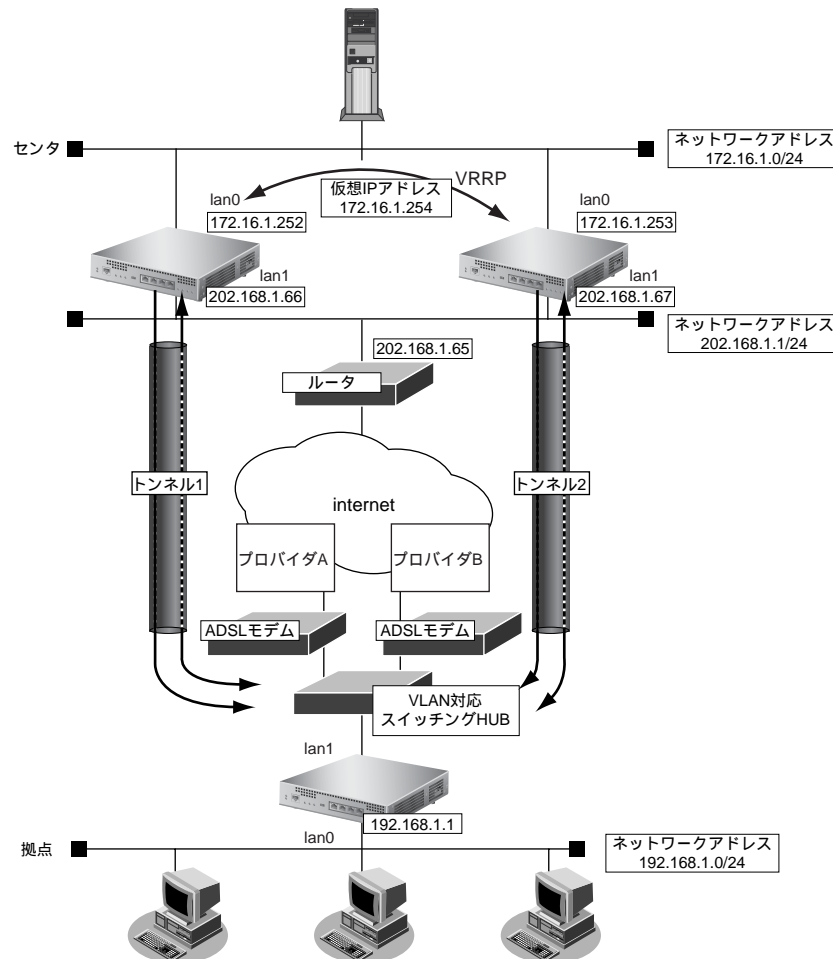 センタ
ネットワークアドレス
172.16.1.0/24
VRRP
仮想IPアドレス
172.16.1.254
lan0
172.16.1.252
lan0
172.16.1.253
lan1
202.168.1.66
lan1
202.168.1.67
ネットワークアドレス
202.168.1.1/24
202.168.1.65
ルータ
トンネル1
トンネル2
internet
プロバイダA
プロバイダB
ADSLモデム
ADSLモデム
VLAN対応
スイッチングHUB
lan1
192.168.1.1
lan0
拠点
ネットワークアドレス
192.168.1.0/24